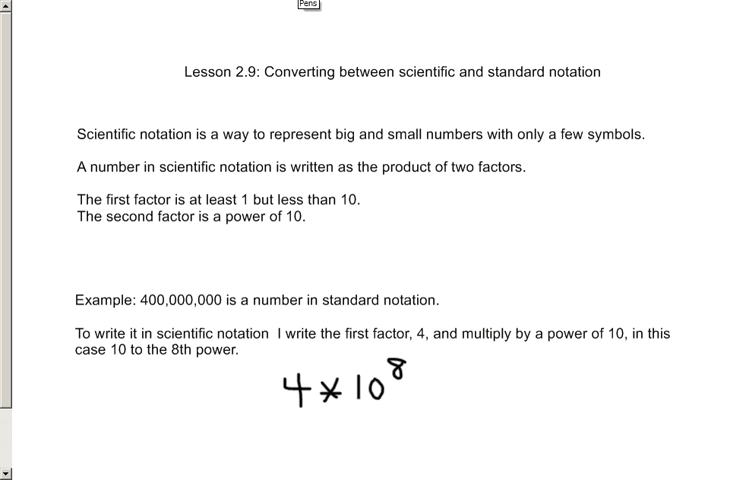 Pens
Lesson 2.9: Converting between scientific and standard notation
Scientific notation is a way to represent big and small numbers with only a few symbols.
A number in scientific notation is written as the product of two factors.
The first factor is at least 1 but less than 10.
The second factor is a power of 10.
Example: 400,000,000 is a number in standard notation.
To write it in scientific notation  I write the first factor, 4, and multiply by a power of 10, in this
case 10 to the 8th power.
4 * 10⁸